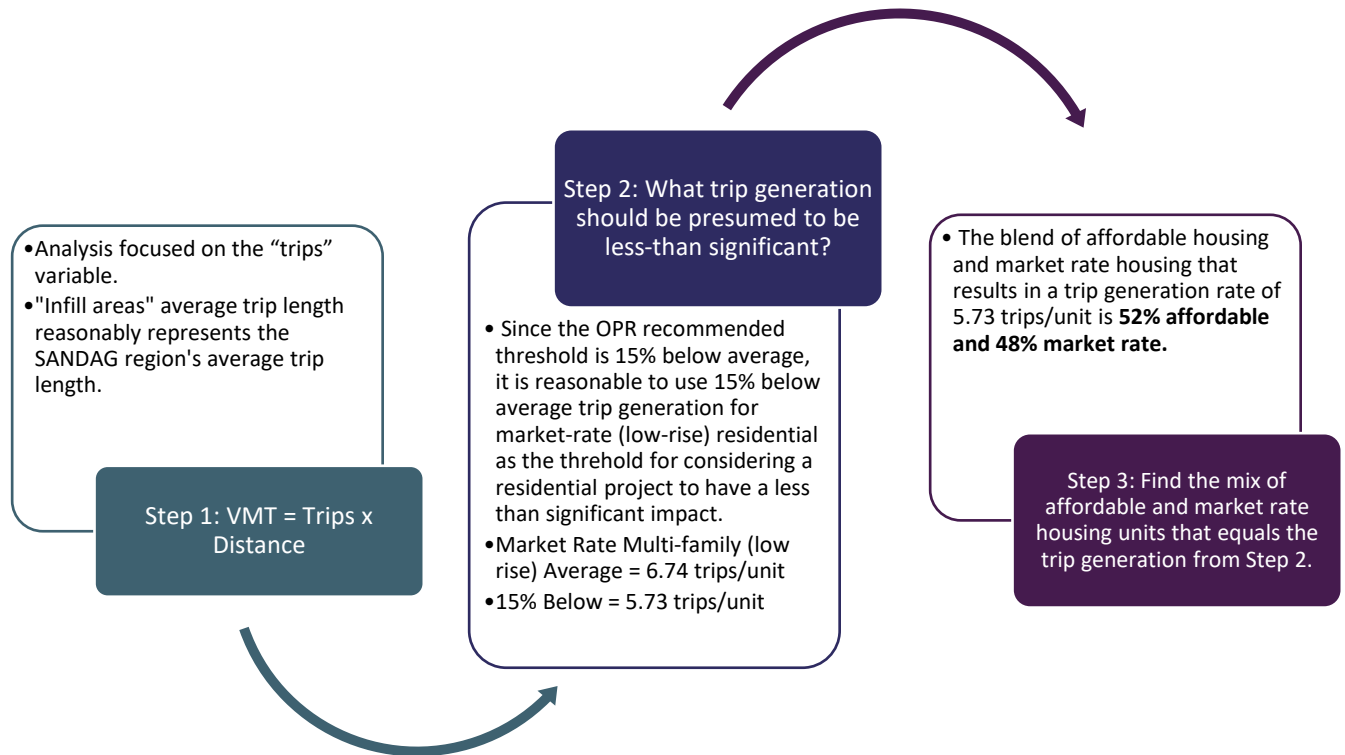 •Analysis focused on the “trips”
variable.
•"Infill areas" average trip length
reasonably represents the
SANDAG region's average trip
length.
Step 1: VMT = Trips x
Distance
Step 2: What trip generation
should be presumed to be
less-than significant?
• Since the OPR recommended
threshold is 15% below average,
it is reasonable to use 15% below
average trip generation for
market-rate (low-rise) residential
as the threhold for considering a
residential project to have a less
than significant impact.
•Market Rate Multi-family (low
rise) Average = 6.74 trips/unit
•15% Below = 5.73 trips/unit
• The blend of affordable housing
and market rate housing that
results in a trip generation rate of
5.73 trips/unit is 52% affordable
and 48% market rate.
Step 3: Find the mix of
affordable and market rate
housing units that equals the
trip generation from Step 2.